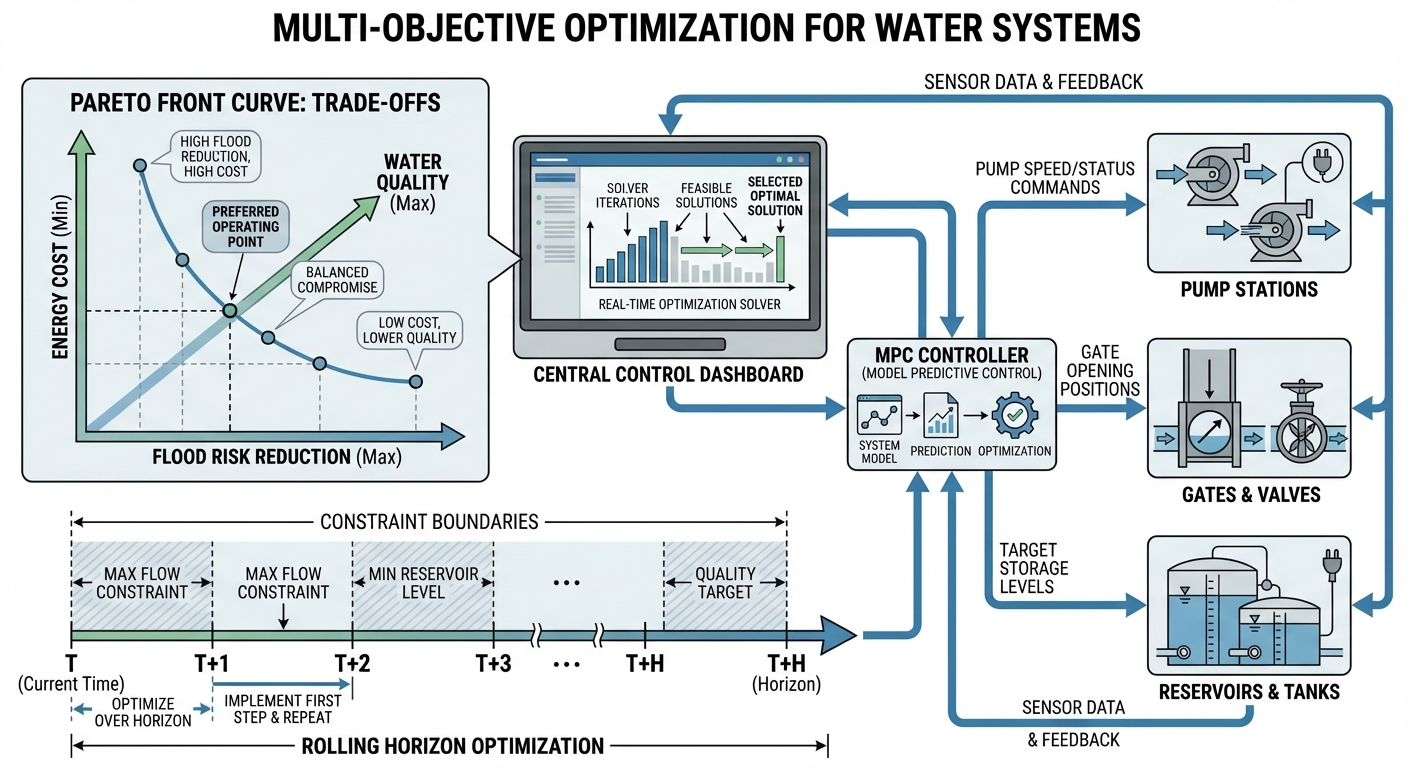 MULTI-OBJECTIVE OPTIMIZATION FOR WATER SYSTEMS
PARETO FRONT CURVE: TRADE-OFFS
HIGH FLOOD
REDUCTION,
HIGH COST
WATER
QUALITY
(Max)
PREFERRED
OPERATING
POINT
BALANCED
COMPROMISE
LOW COST,
LOWER QUALITY
ENERGY COST (Min)
FLOOD RISK REDUCTION (Max)
SOLVER
ITERATIONS
FEASIBLE
SOLUTIONS
SELECTED
OPTIMAL
SOLUTION
REAL-TIME OPTIMIZATION SOLVER
CENTRAL CONTROL DASHBOARD
SENSOR DATA & FEEDBACK
PUMP SPEED/STATUS
COMMANDS
PUMP STATIONS
MPC CONTROLLER
(MODEL PREDICTIVE CONTROL)
SYSTEM
MODEL
PREDICTION
OPTIMIZATION
GATE
OPENING
POSITIONS
GATES & VALVES
TARGET
STORAGE
LEVELS
RESERVOIRS & TANKS
SENSOR DATA
& FEEDBACK
CONSTRAINT BOUNDARIES
MAX FLOW
CONSTRAINT
MAX FLOW
CONSTRAINT
MIN RESERVOIR
LEVEL
...
QUALITY
TARGET
T
(Current Time)
T+1
T+2
T+3
...
T+H
T+H
(Horizon)
OPTIMIZE
OVER HORIZON
IMPLEMENT FIRST
STEP & REPEAT
ROLLING HORIZON OPTIMIZATION